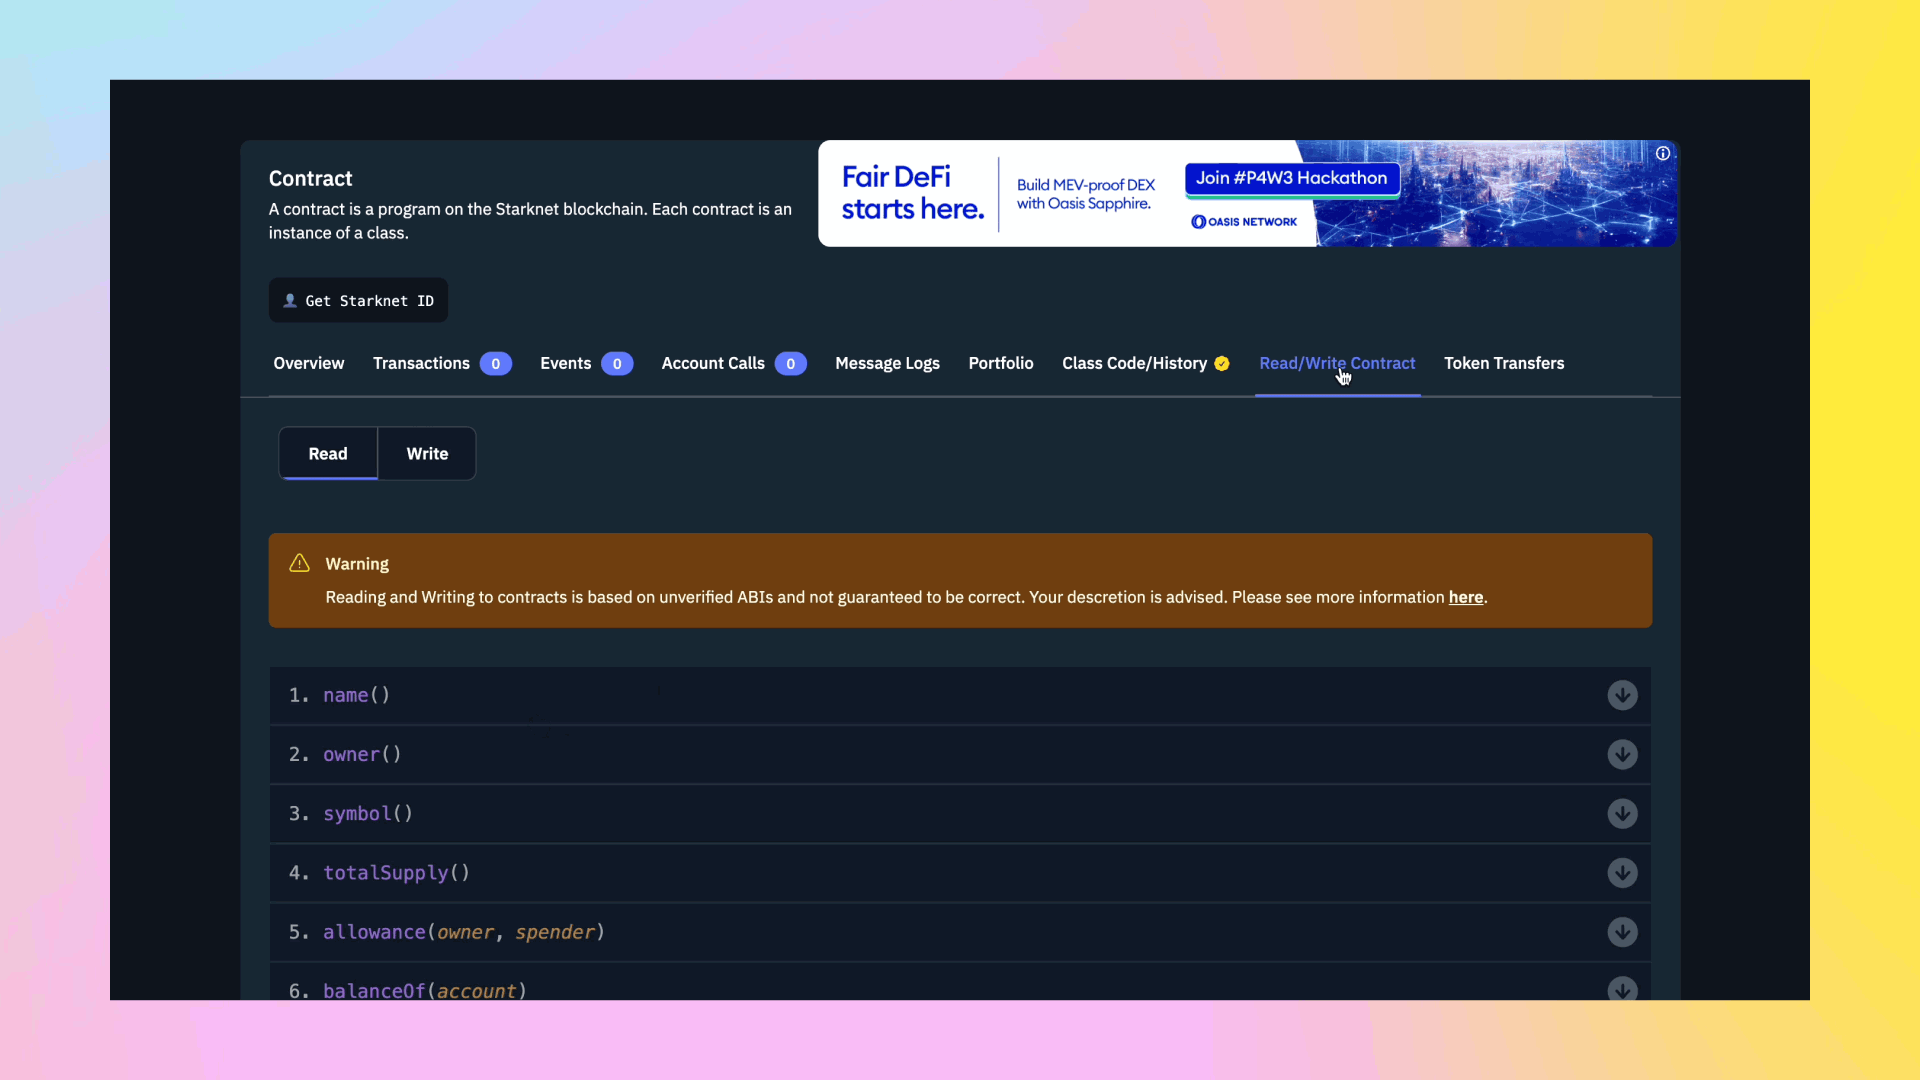 Contract
A contract is a program on the Starknet blockchain. Each contract is an
instance of a class.
Fair DeFi
starts here.
Build MEV-proof DEX
with Oasis Sapphire.
Join #P4W3 Hackathon
OASIS NETWORK
Get Starknet ID
Overview Transactions 0 Events 0 Account Calls 0 Message Logs Portfolio Class Code/History Read/Write Contract Token Transfers
Read Write
Warning
Reading and Writing to contracts is based on unverified ABIs and not guaranteed to be correct. Your descretion is advised. Please see more information here.
1. name()
2. owner()
3. symbol()
4. totalSupply()
5. allowance(owner, spender)
6. balanceOf(account)